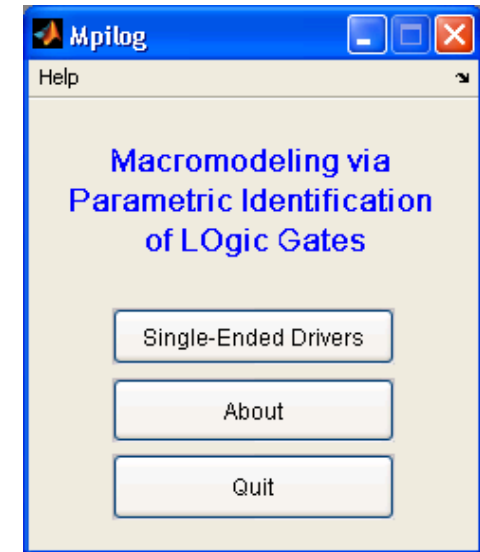 Mpilog
Help
Macromodeling via
Parametric Identification
of LOgic Gates
Single-Ended Drivers
About
Quit